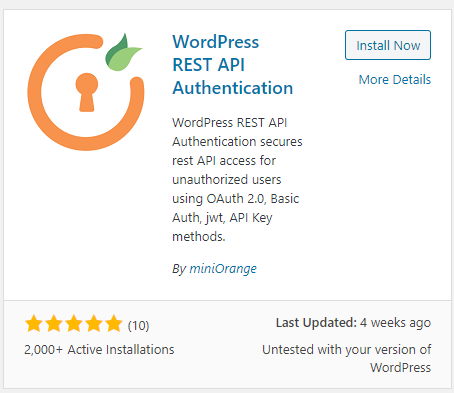 WordPress
REST API
Authentication
Install Now
More Details
WordPress REST API
Authentication secures
rest API access for
unauthorized users
using OAuth 2.0, Basic
Auth, jwt, API Key
methods.
By miniOrange
(10)
2,000+ Active Installations
Last Updated: 4 weeks ago
Untested with your version of
WordPress